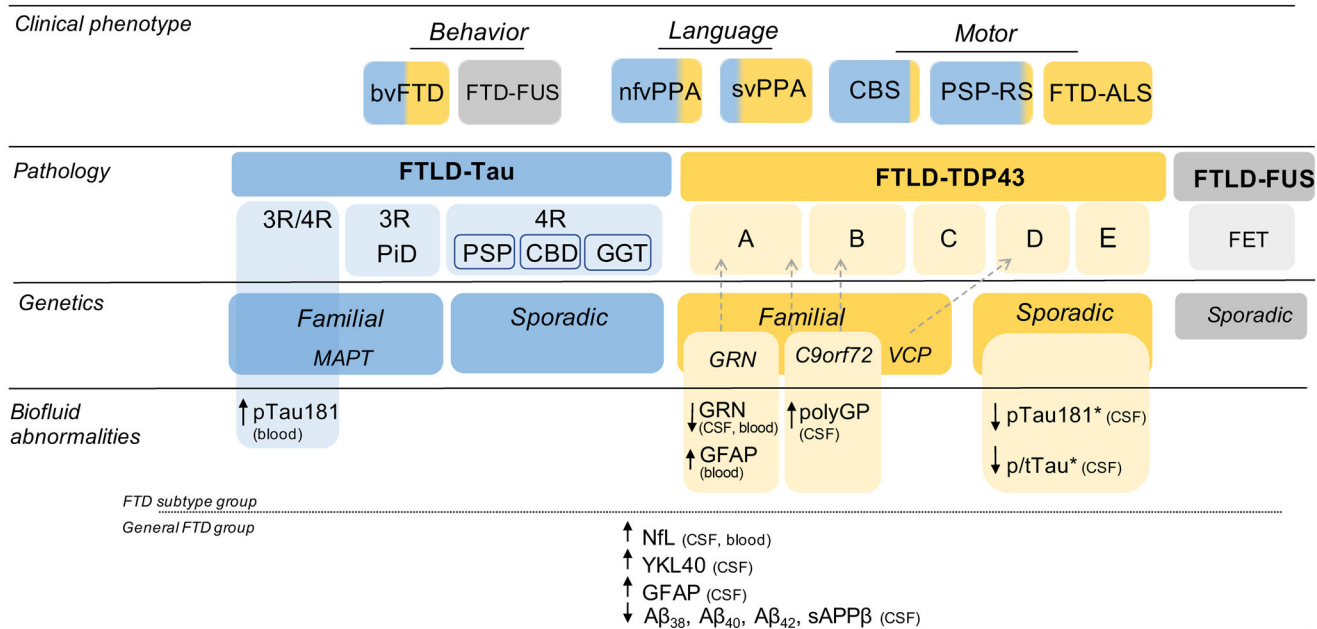 Clinical phenotype
Behavior
Language
Motor
bvFTD
FTD-FUS
nfvPPA
svPPA
CBS
PSP-RS
FTD-ALS
Pathology
FTLD-Tau
FTLD-TDP43
FTLD-FUS
3R/4R
3R
PiD
4R
PSP
CBD
GGT
A
B
C
D
E
FET
Genetics
Familial
MAPT
Sporadic
Familial
GRN
C9orf72
VCP
Sporadic
Sporadic
Biofluid
abnormalities
↑ pTau181
(blood)
↓ GRN
(CSF, blood)
↑ GFAP
(blood)
↑ polyGP
(CSF)
↓ pTau181* (CSF)
↓ p/tTau* (CSF)
FTD subtype group
General FTD group
↑ NfL (CSF, blood)
↑ YKL40 (CSF)
↑ GFAP (CSF)
↓ Aβ₃₈, Aβ₄₀, Aβ₄₂, sAPPβ (CSF)